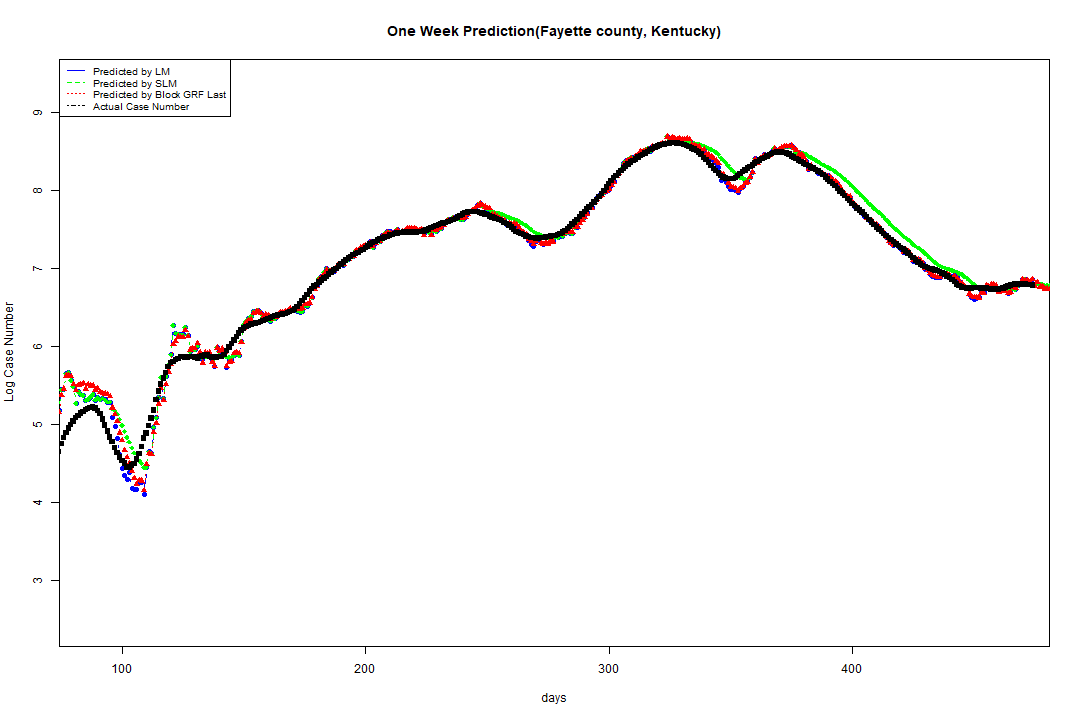 One Week Prediction(Fayette county, Kentucky)
Predicted by LM
Predicted by SLM
Predicted by Block GRF Last
Actual Case Number
Log Case Number
9
8
7
6
5
4
3
100 200 300 400
days